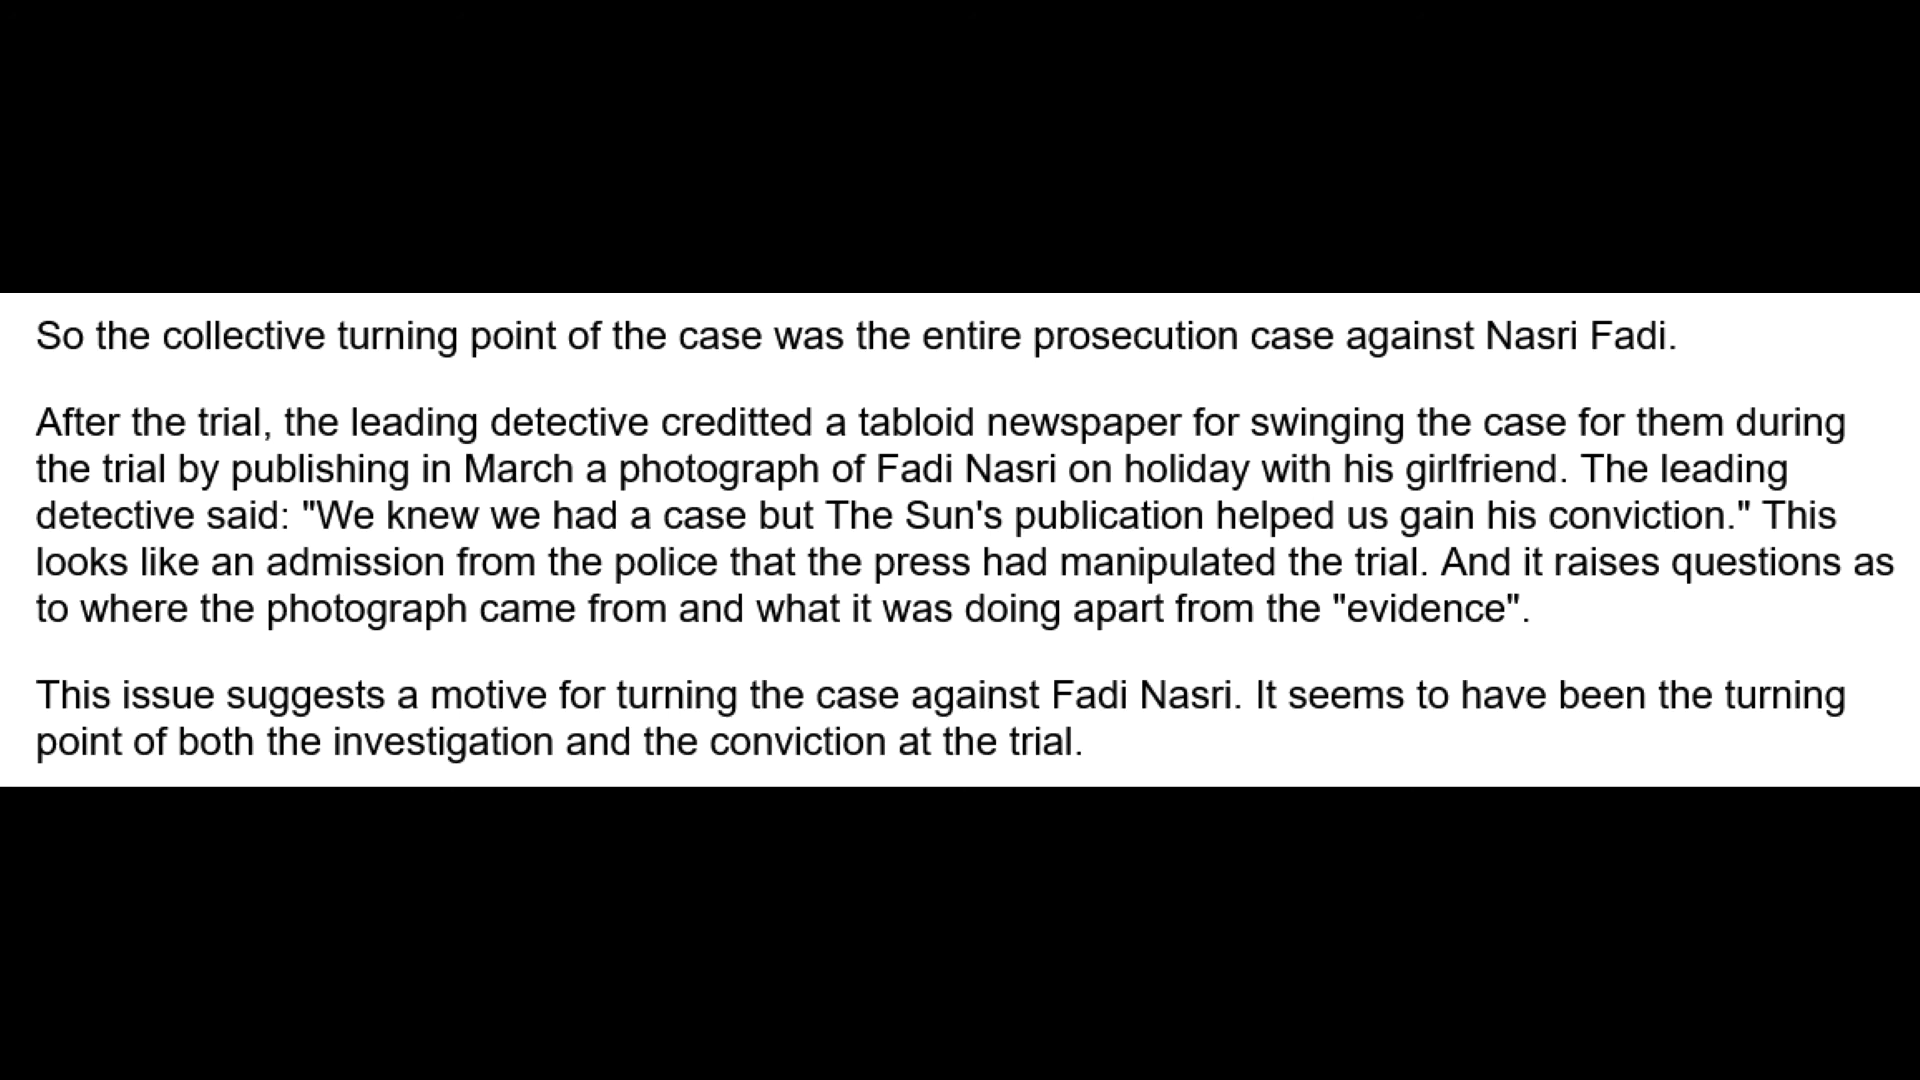 So the collective turning point of the case was the entire prosecution case against Nasri Fadi.
After the trial, the leading detective creditted a tabloid newspaper for swinging the case for them during
the trial by publishing in March a photograph of Fadi Nasri on holiday with his girlfriend. The leading
detective said: "We knew we had a case but The Sun's publication helped us gain his conviction." This
looks like an admission from the police that the press had manipulated the trial. And it raises questions as
to where the photograph came from and what it was doing apart from the "evidence".
This issue suggests a motive for turning the case against Fadi Nasri. It seems to have been the turning
point of both the investigation and the conviction at the trial.